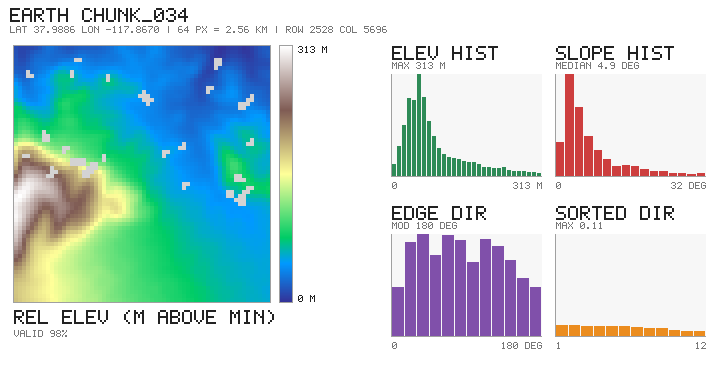 EARTH CHUNK_034
LAT 37.9886 LON -117.8670 | 64 PX = 2.56 KM | ROW 2528 COL 5696
313 M
0 M
REL ELEV (M ABOVE MIN)
VALID 98%
ELEV HIST
MAX 313 M
0 313 M
SLOPE HIST
MEDIAN 4.9 DEG
0 32 DEG
EDGE DIR
MOD 180 DEG
0 180 DEG
SORTED DIR
MAX 0.11
1 12